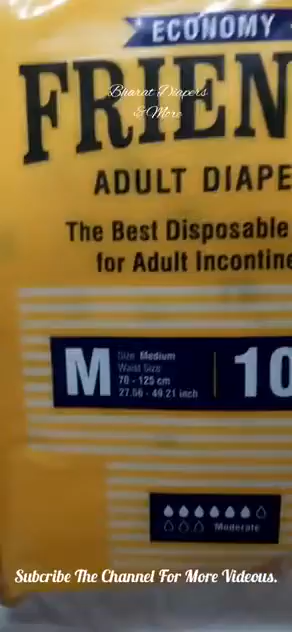 ECONOMY
Bharat Diapers
& More
FRIEN
ADULT DIAPE
The Best Disposable
for Adult Incontine
M
Size Medium
Waist Size
70 - 125 cm
27.56 - 49.21 inch
10
Moderate
Subcribe The Channel For More Videous.